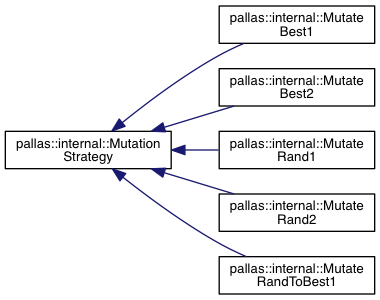 pallas::internal::Mutate
Best1
pallas::internal::Mutate
Best2
pallas::internal::Mutation
Strategy
pallas::internal::Mutate
Rand1
pallas::internal::Mutate
Rand2
pallas::internal::Mutate
RandToBest1